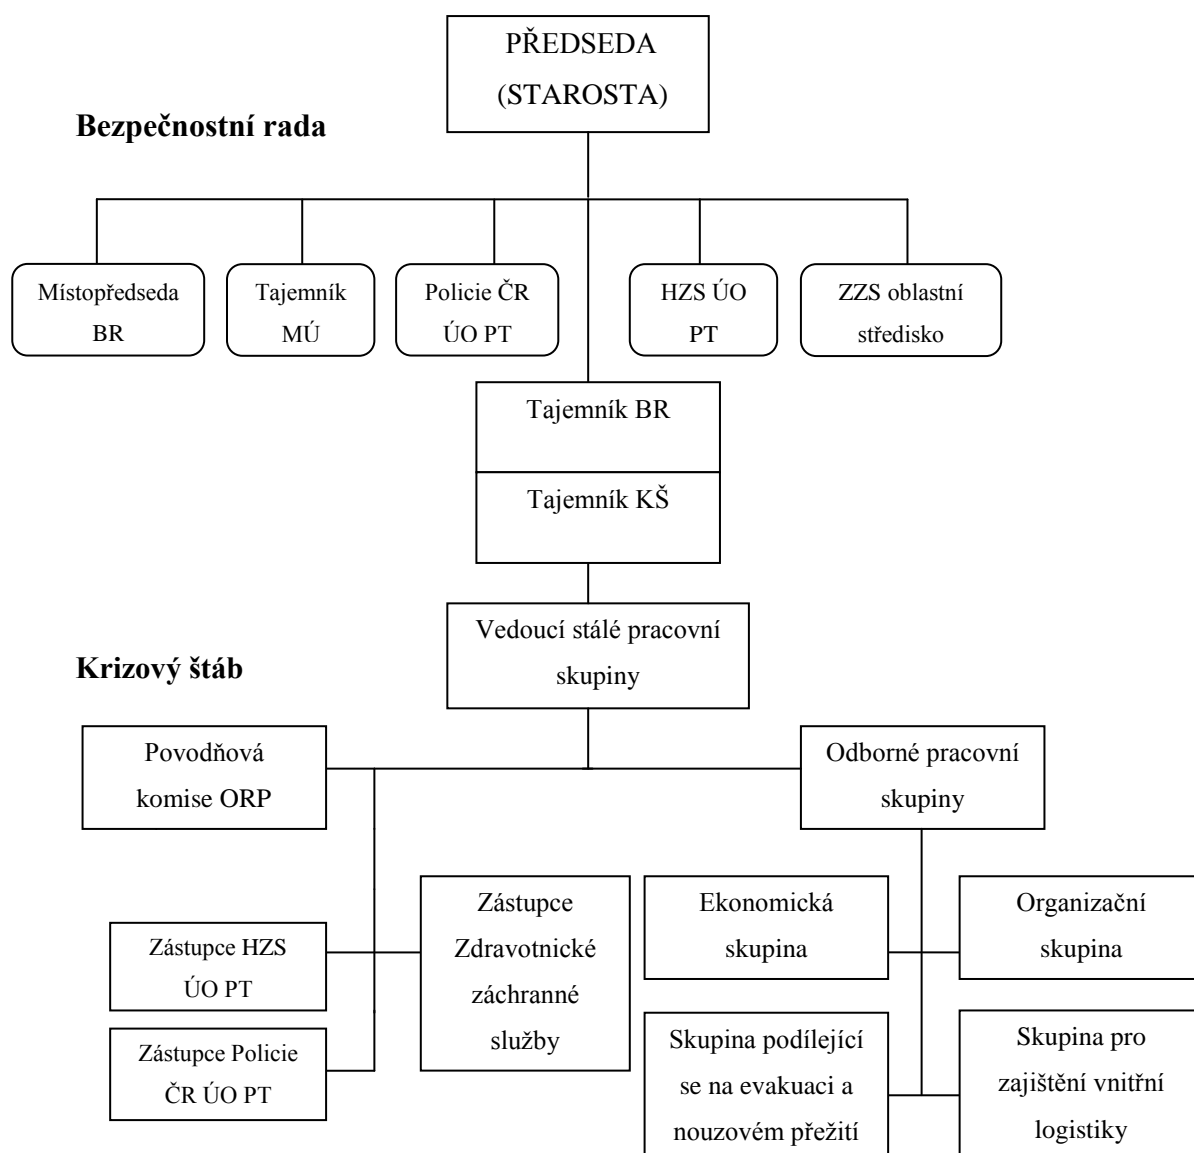 PŘEDSEDA
(STAROSTA)
Bezpečnostní rada
Místopředseda
BR
Tajemník
MÚ
Policie ČR
ÚO PT
HZS ÚO
PT
ZZS oblastní
středisko
Tajemník BR
Tajemník KŠ
Vedoucí stálé pracovní
skupiny
Krizový štáb
Povodňová
komise ORP
Odborné pracovní
skupiny
Zástupce HZS
ÚO PT
Zástupce
Zdravotnické
záchranné
služby
Zástupce Policie
ČR ÚO PT
Ekonomická
skupina
Organizační
skupina
Skupina podílející
se na evakuaci a
nouzovém přežití
Skupina pro
zajištění vnitřní
logistiky